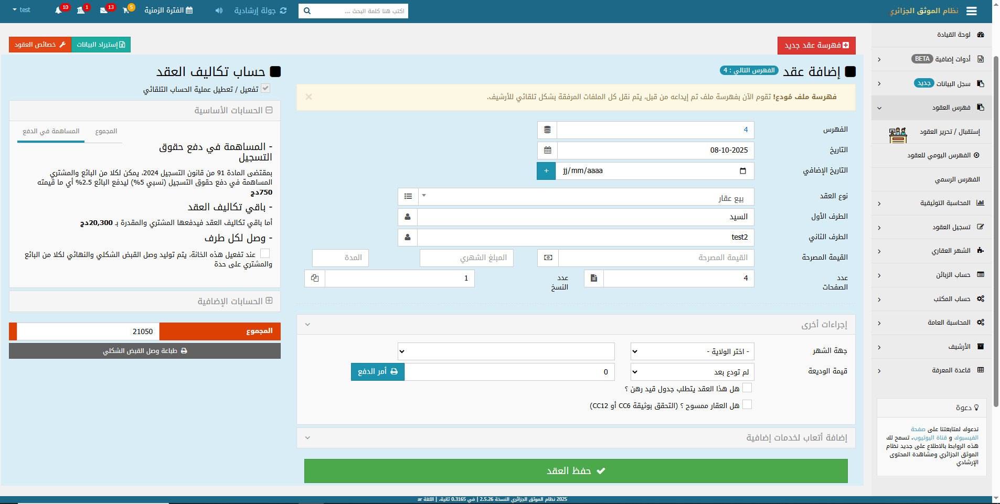 نظام الموثق الجزائري
اكتب هنا كلمة البحث ...
جولة إرشادية
الفترة الزمنية
5
13
1
10
test
لوحة القيادة
أدوات إضافية BETA
سجل البيانات جديد
فهرس العقود
إستقبال / تحرير العقود
الفهرس اليومي للعقود
الفهرس الرسمي
المحاسبة التوثيقية
تسجيل العقود
الشهر العقاري
حساب الزبائن
حساب المكتب
المحاسبة العامة
الأرشيف
قاعدة المعرفة
دعوة
ندعوك لمتابعتنا على صفحة
الفيسبوك و قناة اليوتيوب. تسمح لك
هذه الروابط بالاطلاع على جديد نظام
الموثق الجزائري ومشاهدة المحتوى
الإرشادي
فهرسة عقد جديد
إضافة عقد الفهرس التالي : 4
فهرسة ملف مُودع! تقوم الآن بفهرسة ملف تم إيداعه من قبل، يتم نقل كل الملفات المرفقة بشكل تلقائي للأرشيف.
×
الفهرس
4
التاريخ
08-10-2025
التاريخ الإضافي
jj/mm/aaaa
+
نوع العقد
بيع عقار
الطرف الأول
السيد
الطرف الثاني
test2
القيمة المصرحة
القيمة المصرحة
المبلغ الشهري
المدة
عدد
الصفحات
4
عدد
النسخ
1
إجراءات أخرى
جهة الشهر
- اختر الولاية -
قيمة الوديعة
لم تودع بعد
0
أمر الدفع
هل هذا العقد يتطلب جدول قيد رهن ؟
هل العقار ممسوح ؟ (التحقق بوثيقة CC6 أو CC12)
إضافة أتعاب لخدمات إضافية
حفظ العقد
إستيراد البيانات
خصائص العقود
حساب تكاليف العقد
تفعيل / تعطيل عملية الحساب التلقائي
الحسابات الأساسية
المجموع
المساهمة في الدفع
- المساهمة في دفع حقوق
التسجيل
بمقتضى المادة 91 من قانون التسجيل 2024، يمكن لكلا من البائع والمشتري
المساهمة في دفع حقوق التسجيل (نسبي 5%) ليدفع البائع 2.5% أي ما قيمته
750دج
- باقي تكاليف العقد
أما باقي تكاليف العقد فيدفعها المشتري والمقدرة بـ 20,300دج
- وصل لكل طرف
عند تفعيل هذه الخانة، يتم توليد وصل القبض الشكلي والنهائي لكلا من البائع
والمشتري على حدة
الحسابات الإضافية
المجموع
21050
طباعة وصل القبض الشكلي
2025 نظام الموثق الجزائري النسخة 2.5.26 | في 0.3165 ثانية. | اللغة ar